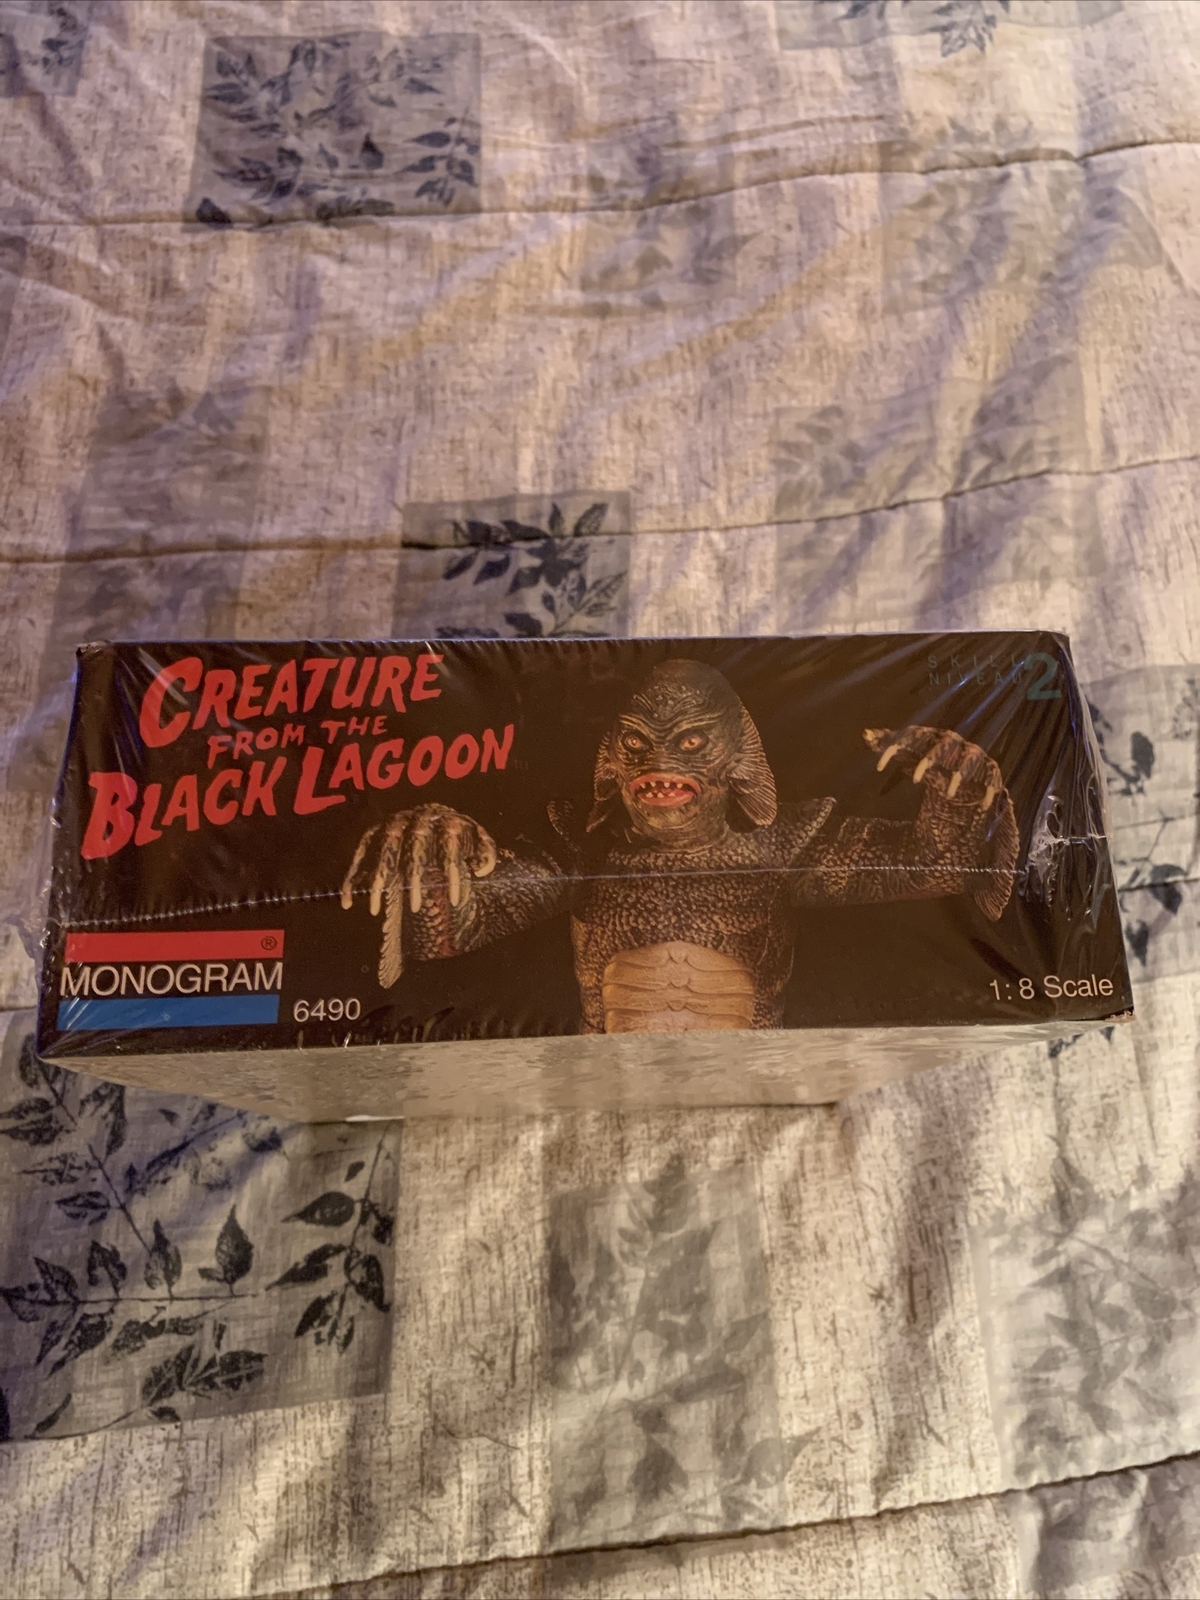 CREATURE
FROM THE
BLACK LAGOON
SKILL 2
NIVEAU
® 
MONOGRAM
6490
1:8 Scale